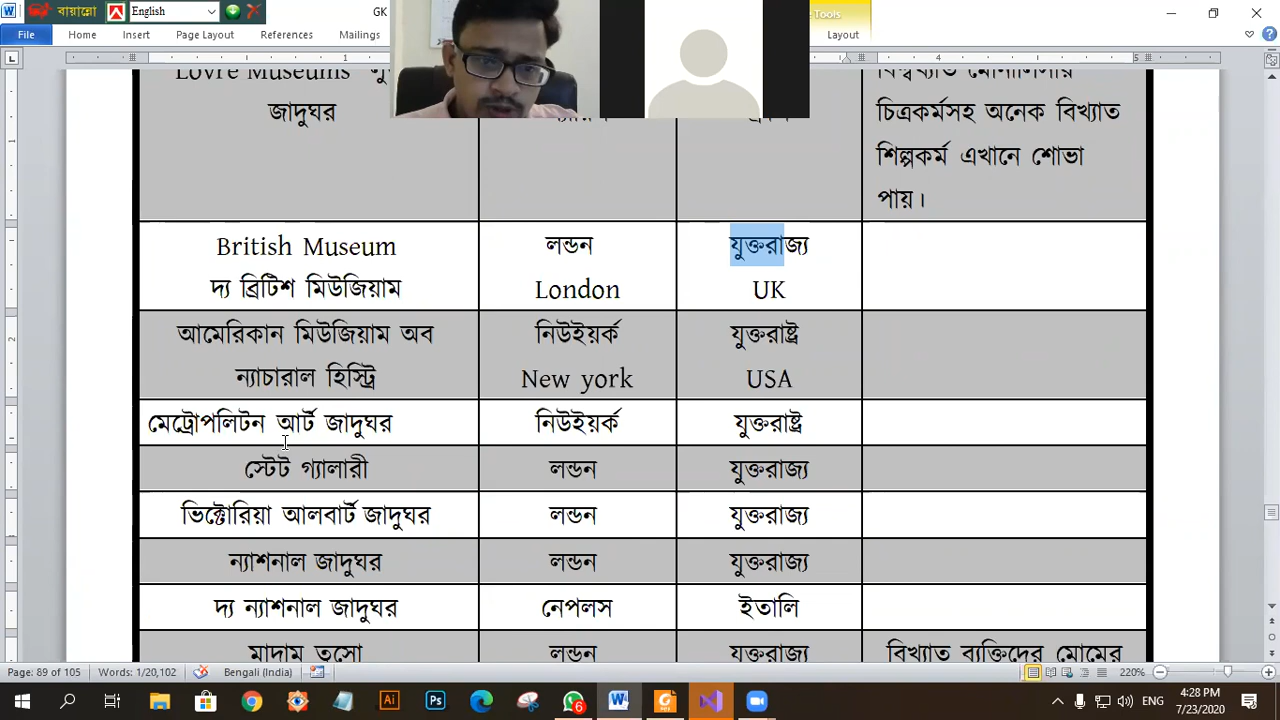 বায়ান্নো English GK
Tools
File Home Insert Page Layout References Mailings Layout
Lovre Museums
জাদুঘর
চিত্রকর্মসহ অনেক বিখ্যাত
শিল্পকর্ম এখানে শোভা
পায়।
British Museum
দ্য ব্রিটিশ মিউজিয়াম
লন্ডন
London
যুক্তরাজ্য
UK
আমেরিকান মিউজিয়াম অব
ন্যাচারাল হিস্ট্রি
নিউইয়র্ক
New york
যুক্তরাষ্ট্র
USA
মেট্রোপলিটন আর্ট জাদুঘর নিউইয়র্ক যুক্তরাষ্ট্র
স্টেট গ্যালারী লন্ডন যুক্তরাজ্য
ভিক্টোরিয়া আলবার্ট জাদুঘর লন্ডন যুক্তরাজ্য
ন্যাশনাল জাদুঘর লন্ডন যুক্তরাজ্য
দ্য ন্যাশনাল জাদুঘর নেপলস ইতালি
মাদাম তুসো লন্ডন যুক্তরাজ্য বিখ্যাত ব্যক্তিদের মোমের
Page: 89 of 105 Words: 1/20,102 Bengali (India) 220%
ENG 4:28 PM
7/23/2020